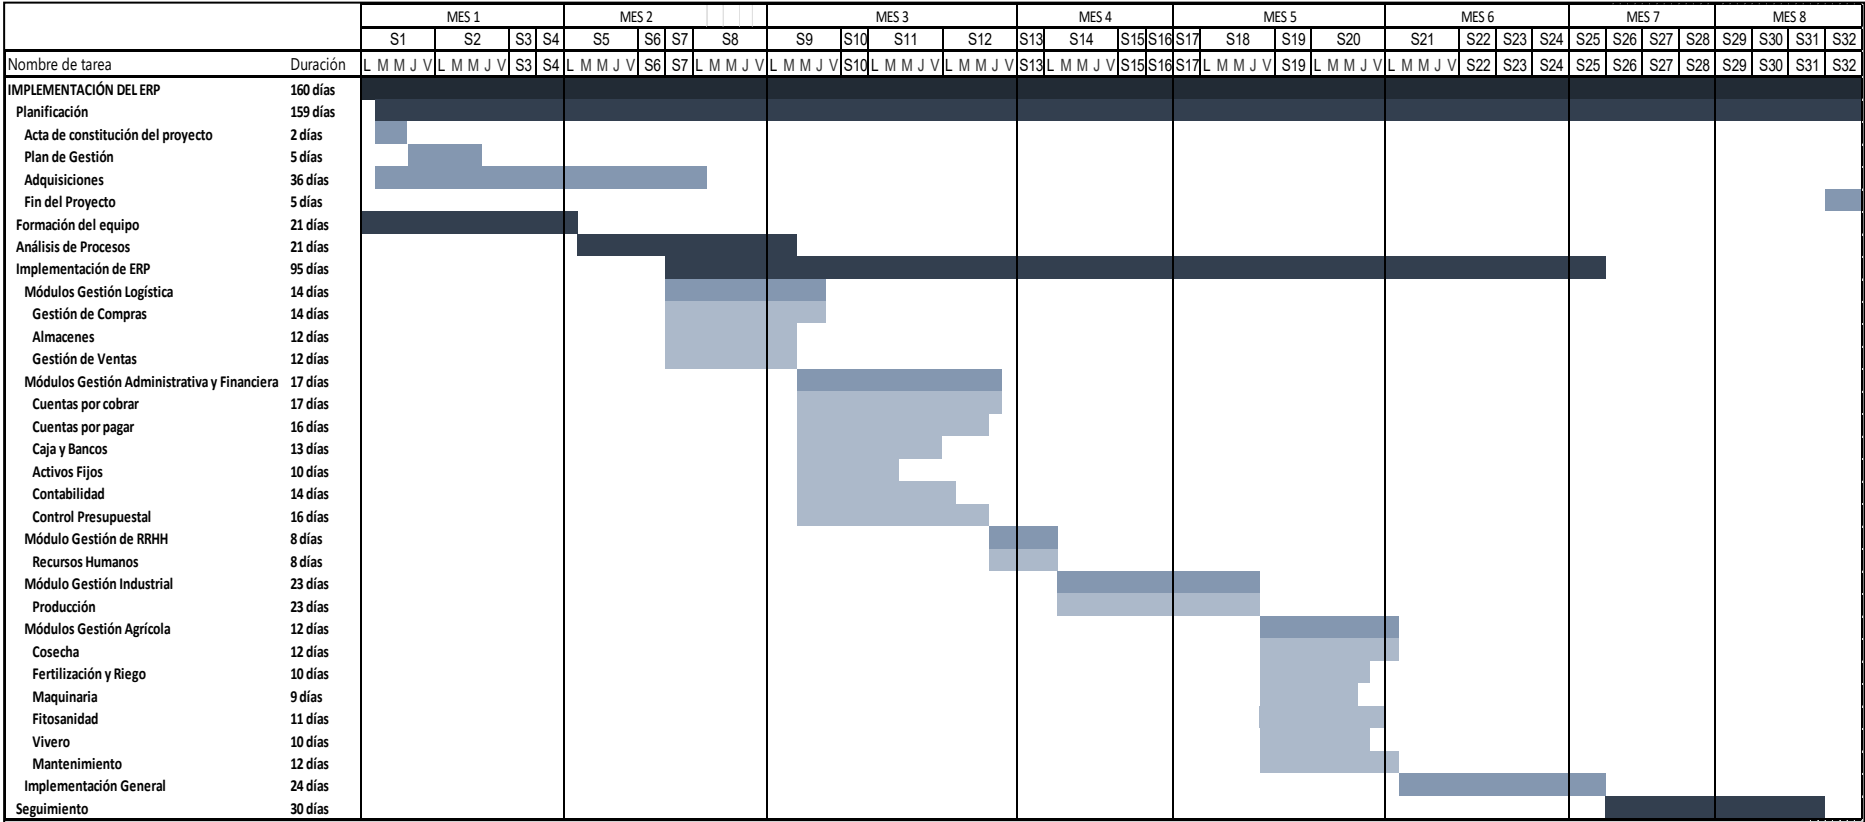 MES 1 MES 2 MES 3 MES 4 MES 5 MES 6 MES 7 MES 8
S1 S2 S3 S4 S5 S6 S7 S8 S9 S10 S11 S12 S13 S14 S15 S16 S17 S18 S19 S20 S21 S22 S23 S24 S25 S26 S27 S28 S29 S30 S31 S32
Nombre de tarea Duración L M M J V L M M J V S3 S4 L M M J V S6 S7 L M M J V L M M J V S10 L M M J V L M M J V S13 L M M J V S15 S16 S17 L M M J V S19 L M M J V L M M J V S22 S23 S24 S25 S26 S27 S28 S29 S30 S31 S32
IMPLEMENTACIÓN DEL ERP 160 días
Planificación 159 días
Acta de constitución del proyecto 2 días
Plan de Gestión 5 días
Adquisiciones 36 días
Fin del Proyecto 5 días
Formación del equipo 21 días
Análisis de Procesos 21 días
Implementación de ERP 95 días
Módulos Gestión Logística 14 días
Gestión de Compras 14 días
Almacenes 12 días
Gestión de Ventas 12 días
Módulos Gestión Administrativa y Financiera 17 días
Cuentas por cobrar 17 días
Cuentas por pagar 16 días
Caja y Bancos 13 días
Activos Fijos 10 días
Contabilidad 14 días
Control Presupuestal 16 días
Módulo Gestión de RRHH 8 días
Recursos Humanos 8 días
Módulo Gestión Industrial 23 días
Producción 23 días
Módulos Gestión Agrícola 12 días
Cosecha 12 días
Fertilización y Riego 10 días
Maquinaria 9 días
Fitosanidad 11 días
Vivero 10 días
Mantenimiento 12 días
Implementación General 24 días
Seguimiento 30 días